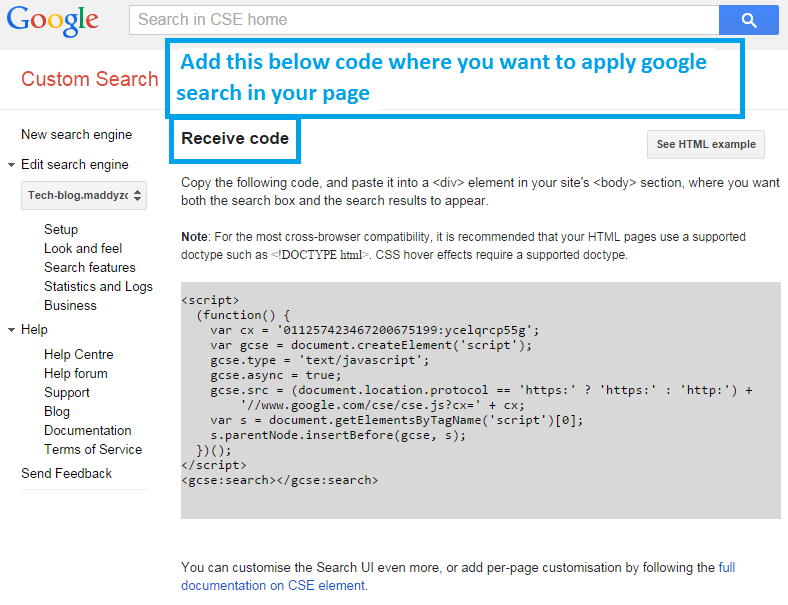 Google
Search in CSE home
Add this below code where you want to apply google
search in your page
Custom Search
New search engine
Edit search engine
Tech-blog.maddyzo
Setup
Look and feel
Search features
Statistics and Logs
Business
Help
Help Centre
Help forum
Support
Blog
Documentation
Terms of Service
Send Feedback
Receive code
See HTML example
Copy the following code, and paste it into a <div> element in your site's <body> section, where you want
both the search box and the search results to appear.
Note: For the most cross-browser compatibility, it is recommended that your HTML pages use a supported
doctype such as <!DOCTYPE html>. CSS hover effects require a supported doctype.
<script>
  (function() {
    var cx = '011257423467200675199:ycelqrcp55g';
    var gcse = document.createElement('script');
    gcse.type = 'text/javascript';
    gcse.async = true;
    gcse.src = (document.location.protocol == 'https:' ? 'https:' : 'http:') +
        '//www.google.com/cse/cse.js?cx=' + cx;
    var s = document.getElementsByTagName('script')[0];
    s.parentNode.insertBefore(gcse, s);
  })();
</script>
<gcse:search></gcse:search>
You can customise the Search UI even more, or add per-page customisation by following the full
documentation on CSE element.